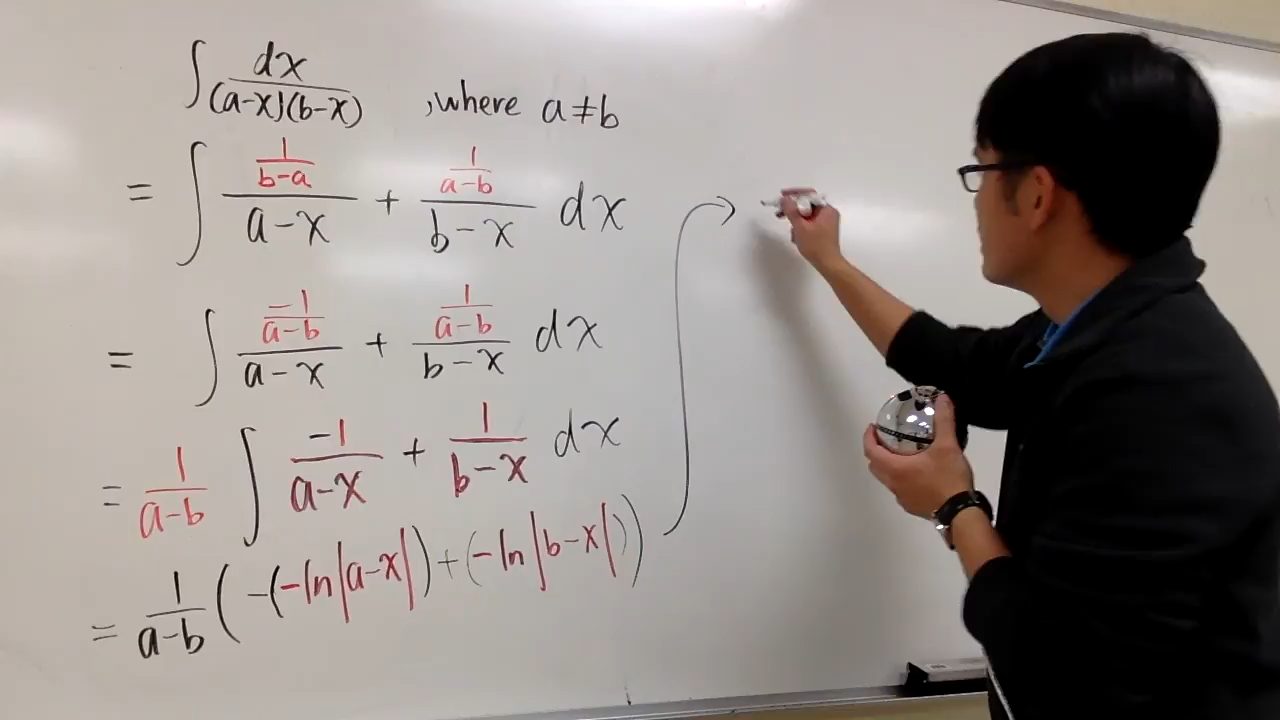 ∫ dx/((a-x)(b-x)) , where a≠b
= ∫ (1/(b-a))/(a-x) + (1/(a-b))/(b-x) dx
= ∫ (-1/(a-b))/(a-x) + (1/(a-b))/(b-x) dx
= 1/(a-b) ∫ -1/(a-x) + 1/(b-x) dx
= 1/(a-b) (-(-ln|a-x|)+(-ln|b-x|))